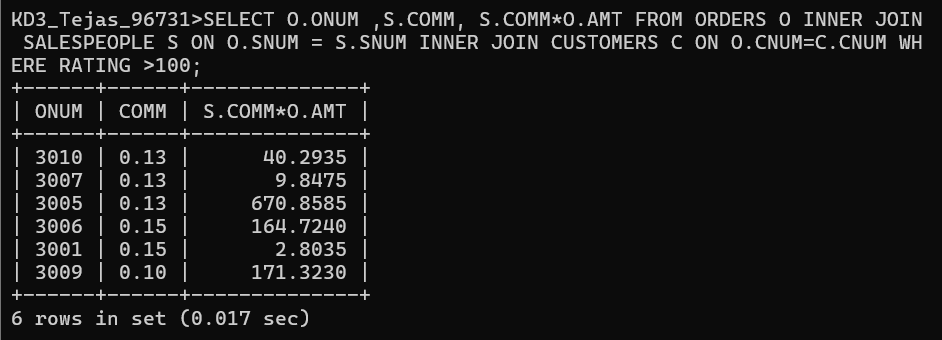 KD3_Tejas_96731>SELECT O.ONUM ,S.COMM, S.COMM*O.AMT FROM ORDERS O INNER JOIN
 SALESPEOPLE S ON O.SNUM = S.SNUM INNER JOIN CUSTOMERS C ON O.CNUM=C.CNUM WH
ERE RATING >100;
+------+------+--------------+
| ONUM | COMM | S.COMM*O.AMT |
+------+------+--------------+
| 3010 | 0.13 |      40.2935 |
| 3007 | 0.13 |       9.8475 |
| 3005 | 0.13 |     670.8585 |
| 3006 | 0.15 |     164.7240 |
| 3001 | 0.15 |       2.8035 |
| 3009 | 0.10 |     171.3230 |
+------+------+--------------+
6 rows in set (0.017 sec)